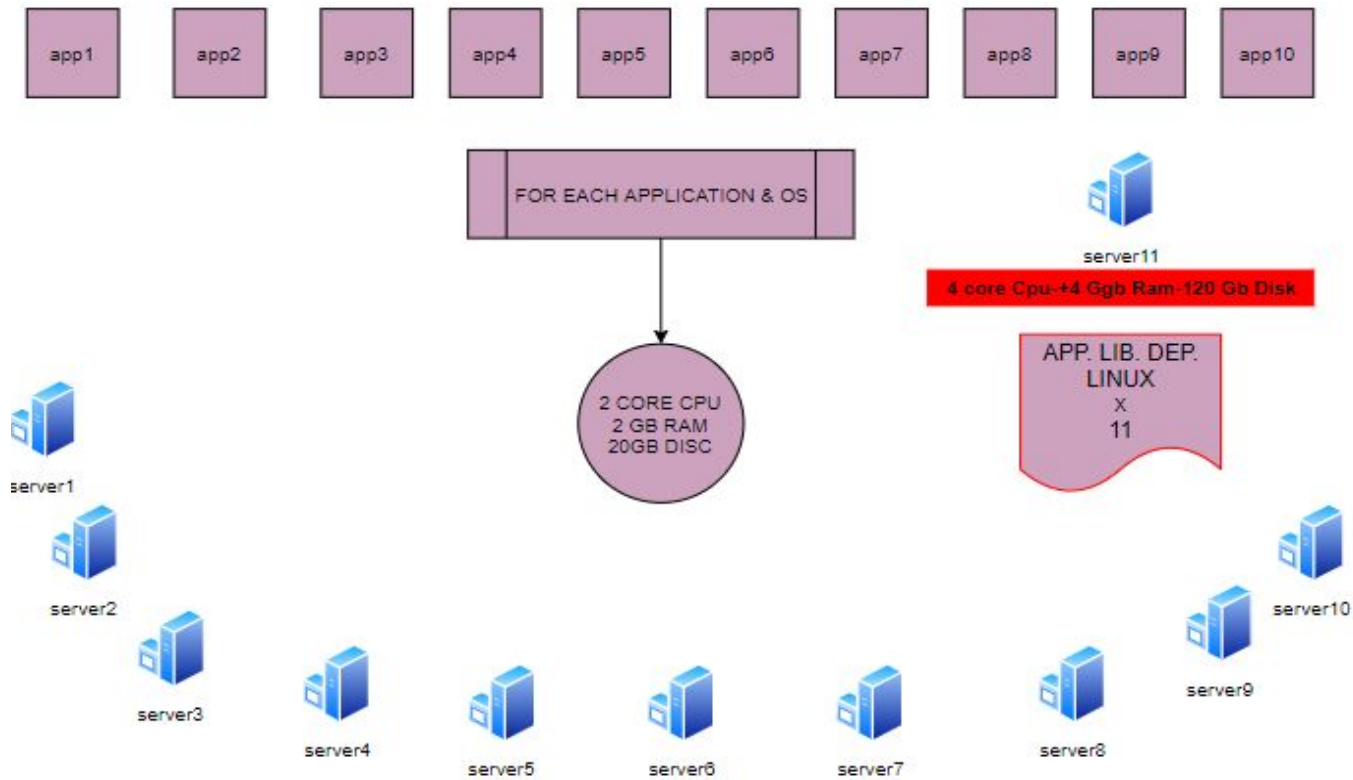 app1
app2
app3
app4
app5
app6
app7
app8
app9
app10
FOR EACH APPLICATION & OS
server11
4 core Cpu-+4 Ggb Ram-120 Gb Disk
APP. LIB. DEP.
LINUX
x
11
2 CORE CPU
2 GB RAM
20GB DISC
server1
server2
server3
server4
server5
server6
server7
server8
server9
server10